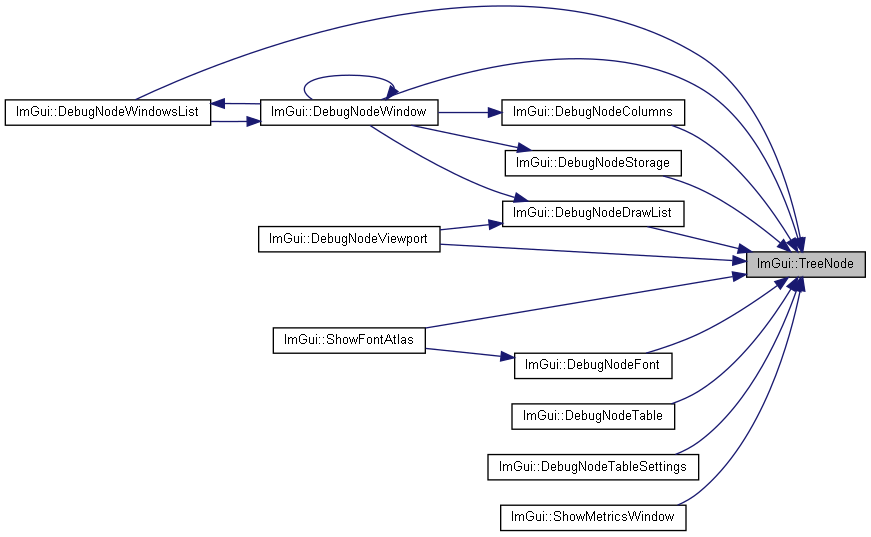 ImGui::DebugNodeWindowsList
ImGui::DebugNodeWindow
ImGui::DebugNodeColumns
ImGui::DebugNodeStorage
ImGui::DebugNodeDrawList
ImGui::DebugNodeViewport
ImGui::TreeNode
ImGui::ShowFontAtlas
ImGui::DebugNodeFont
ImGui::DebugNodeTable
ImGui::DebugNodeTableSettings
ImGui::ShowMetricsWindow